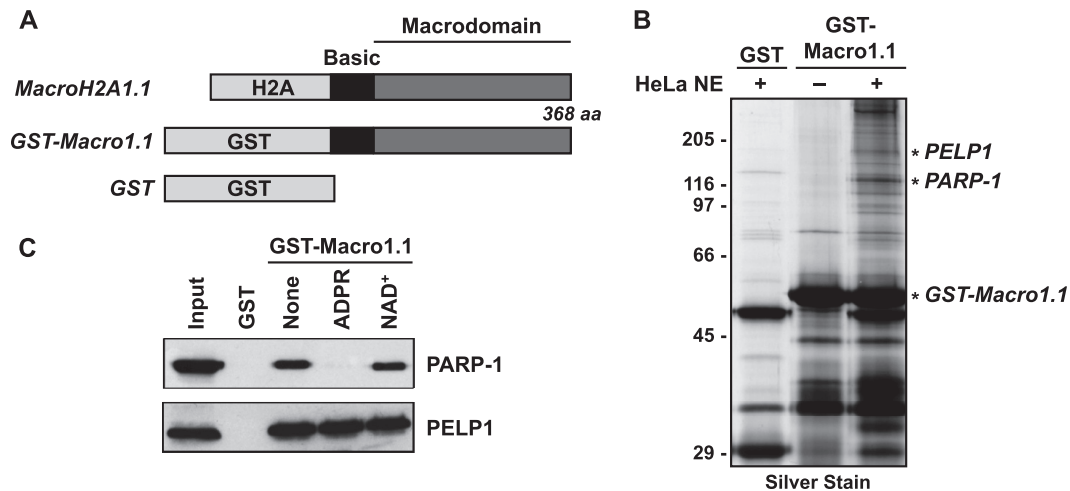 A
Macrodomain
Basic
MacroH2A1.1
H2A
368 aa
GST-Macro1.1
GST
GST
GST
B
GST-
Macro1.1
GST
HeLa NE + – +
205 -
* PELP1
116 -
* PARP-1
97 -
66 -
* GST-Macro1.1
45 -
29 -
Silver Stain
C
GST-Macro1.1
Input GST None ADPR NAD⁺
PARP-1
PELP1